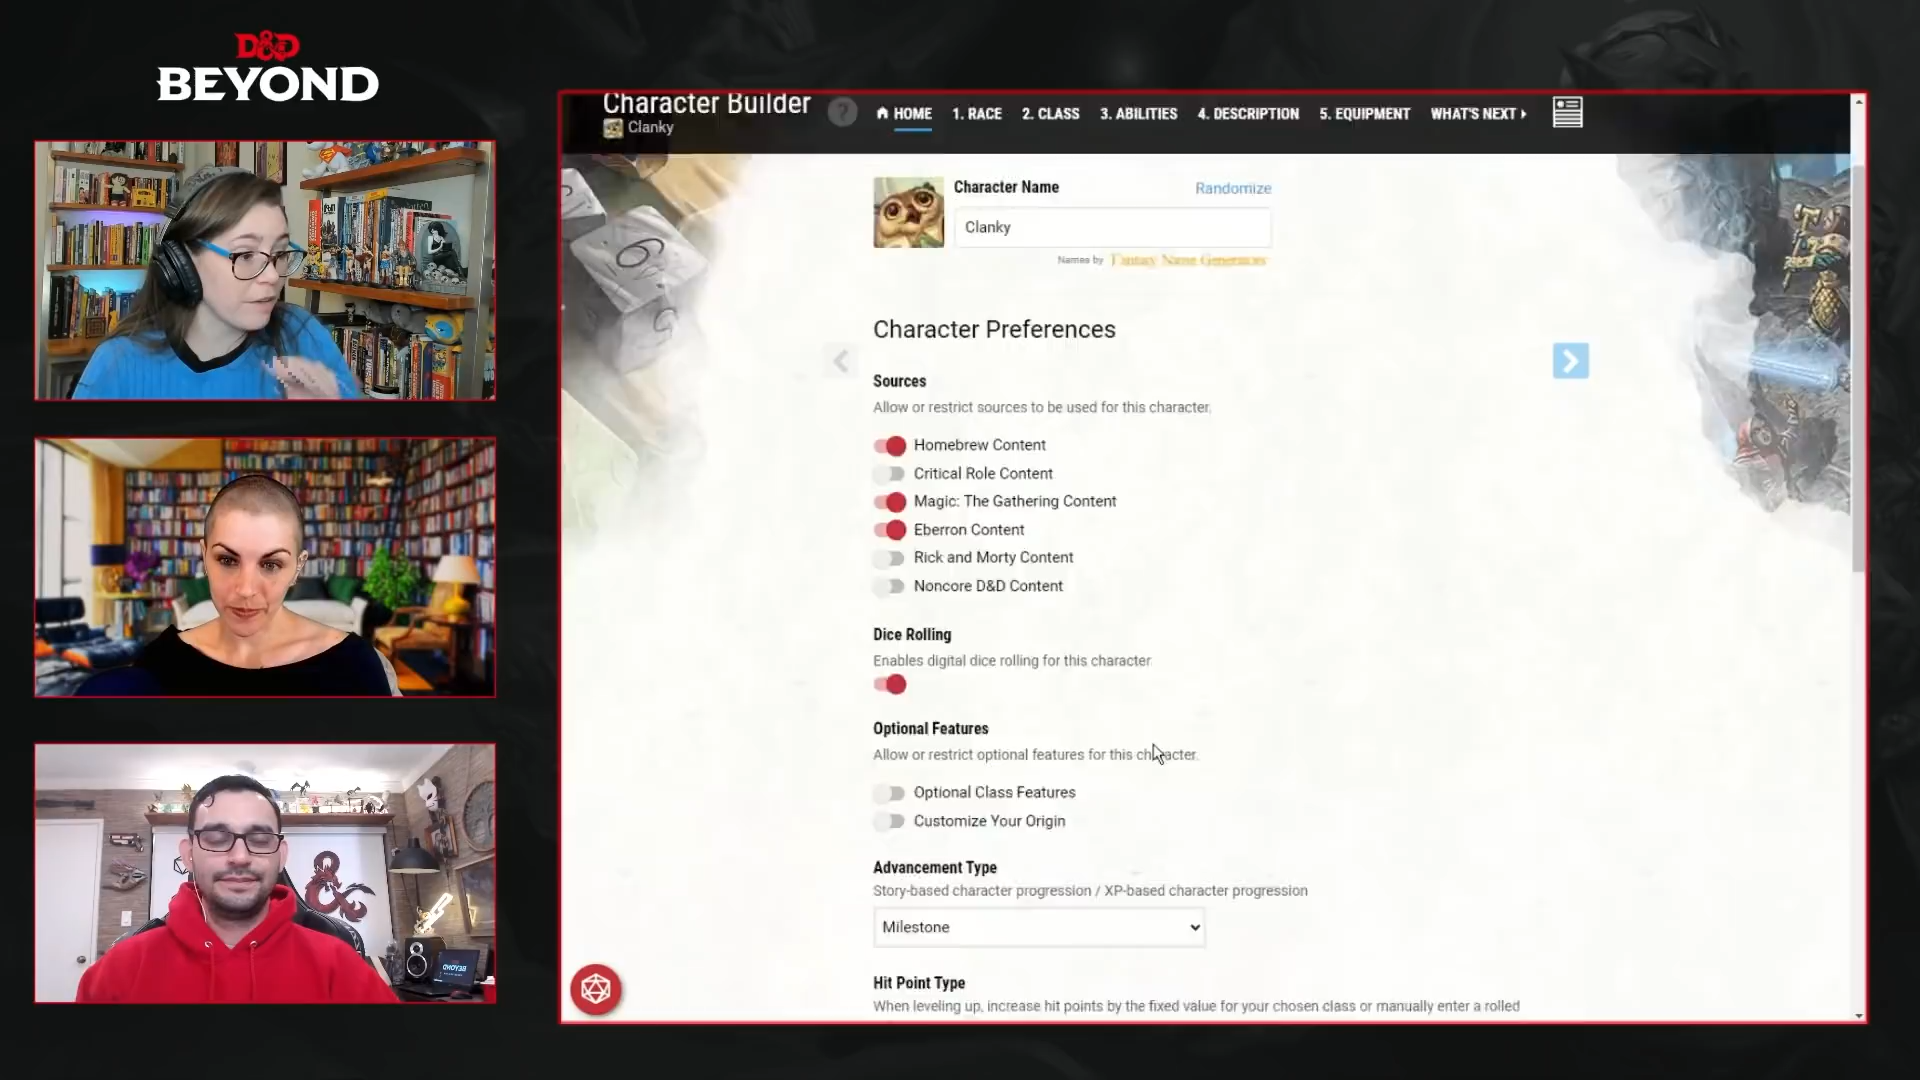 D&D
BEYOND
Character Builder
Clanky
?
HOME
1. RACE
2. CLASS
3. ABILITIES
4. DESCRIPTION
5. EQUIPMENT
WHAT'S NEXT
Character Name
Randomize
Clanky
Names by Fantasy Name Generators
Character Preferences
Sources
Allow or restrict sources to be used for this character.
Homebrew Content
Critical Role Content
Magic: The Gathering Content
Eberron Content
Rick and Morty Content
Noncore D&D Content
Dice Rolling
Enables digital dice rolling for this character
Optional Features
Allow or restrict optional features for this character.
Optional Class Features
Customize Your Origin
Advancement Type
Story-based character progression / XP-based character progression
Milestone
Hit Point Type
When leveling up, increase hit points by the fixed value for your chosen class or manually enter a rolled